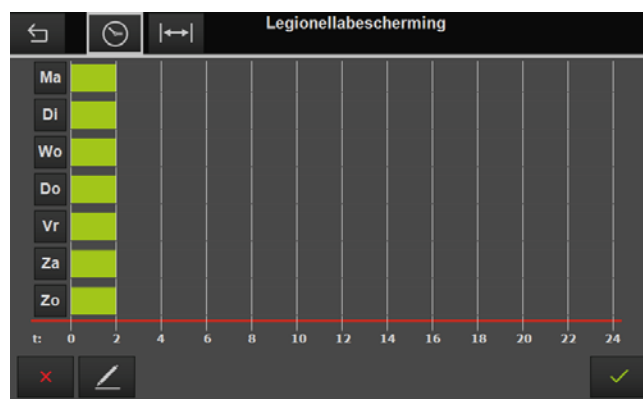 Legionellabescherming
Ma
Di
Wo
Do
Vr
Za
Zo
t: 0 2 4 6 8 10 12 14 16 18 20 22 24